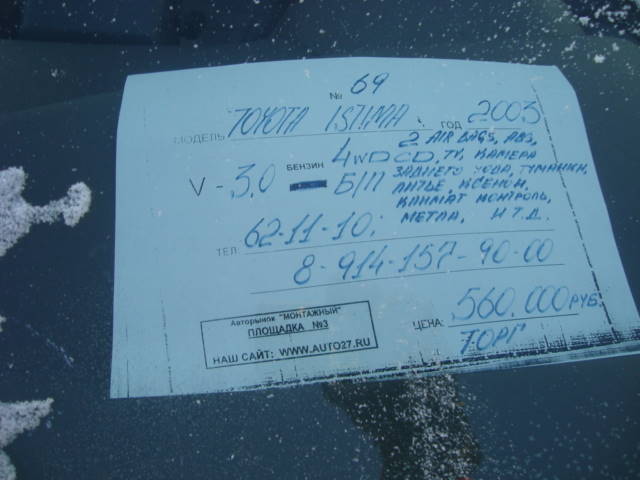 № 69
МОДЕЛЬ TOYOTA ISTIMA ГОД 2003
V - 3,0 БЕНЗИН 4WD CD, TV, КАМЕРА
2 AIR BAGS, ABS,
Б/П ЗАДНЕГО ХОДА, ТУМАНКИ,
ЛИТЬЕ, КСЕНОН,
КЛИМАТ КОНТРОЛЬ,
МЕТЛА, И Т.Д.
ТЕЛ 62-11-10;
8-914-157-90-00
Авторынок "МОНТАЖНЫЙ"
ПЛОЩАДКА №3
НАШ САЙТ: WWW.AUTO27.RU
ЦЕНА: 560.000 РУБ.
ТОРГ